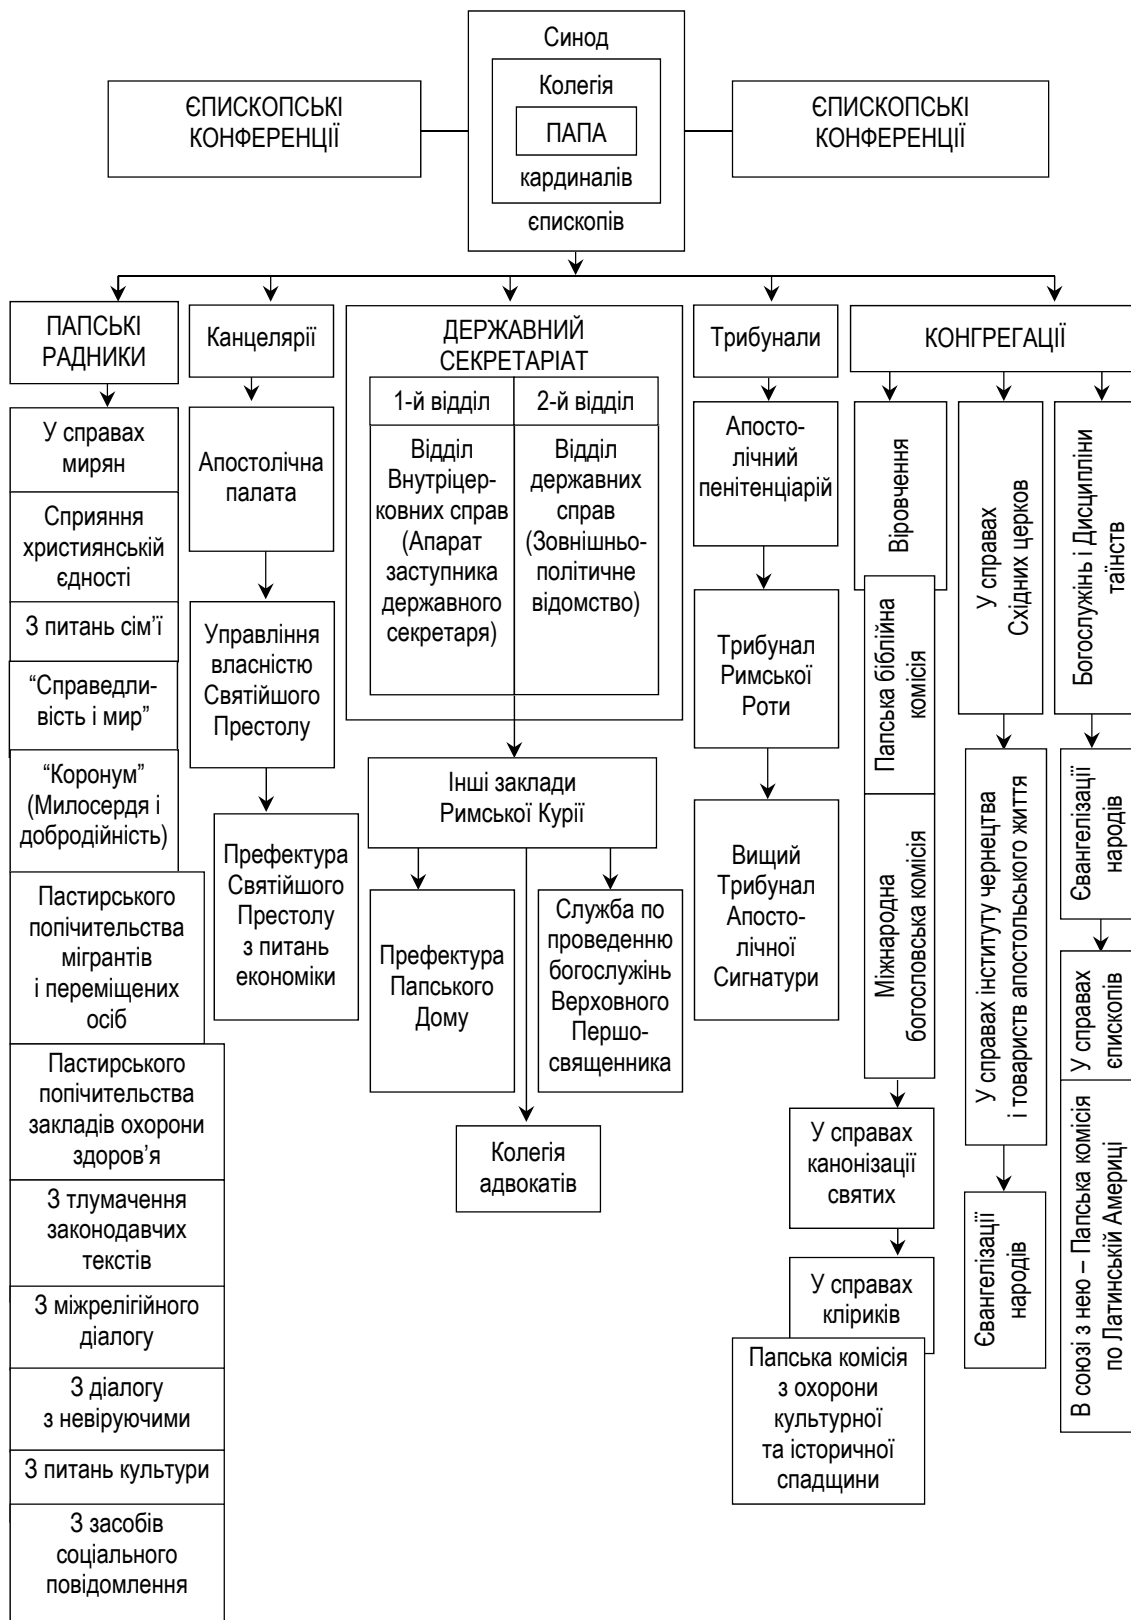 Синод
Колегія
ПАПА
кардиналів
єпископів
ЄПИСКОПСЬКІ
КОНФЕРЕНЦІЇ
ЄПИСКОПСЬКІ
КОНФЕРЕНЦІЇ
ПАПСЬКІ
РАДНИКИ
У справах
мирян
Сприяння
християнській
єдності
З питань сім’ї
“Справедли-
вість і мир”
“Коронум”
(Милосердя і
добродійність)
Пастирського
попічительства
мігрантів
і переміщених
осіб
Пастирського
попічительства
закладів охорони
здоров’я
З тлумачення
законодавчих
текстів
З міжрелігійного
діалогу
З діалогу
з невіруючими
З питань культури
З засобів
соціального
повідомлення
Канцелярії
Апостолічна
палата
Управління
власністю
Святійшого
Престолу
Префектура
Святійшого
Престолу
з питань
економіки
ДЕРЖАВНИЙ
СЕКРЕТАРІАТ
1-й відділ
2-й відділ
Відділ
Внутріцер-
ковних справ
(Апарат
заступника
державного
секретаря)
Відділ
державних
справ
(Зовнішньо-
політичне
відомство)
Інші заклади
Римської Курії
Префектура
Папського
Дому
Служба по
проведенню
богослужінь
Верховного
Першо-
священника
Колегія
адвокатів
Трибунали
Апосто-
лічний
пенітенціарій
Трибунал
Римської
Роти
Вищий
Трибунал
Апосто-
лічної
Сигнатури
КОНГРЕГАЦІЇ
Віровчення
Папська біблійна
комісія
Міжнародна
богословська комісія
У справах
канонізації
святих
У справах
кліриків
Папська комісія
з охорони
культурної
та історичної
спадщини
У справах
Східних церков
У справах інституту чернецтва
і товариств апостольського життя
Євангелізації
народів
Богослужінь і Дисципліни
таїнств
Євангелізації
народів
У справах
єпископів
В союзі з нею – Папська комісія
по Латинській Америці